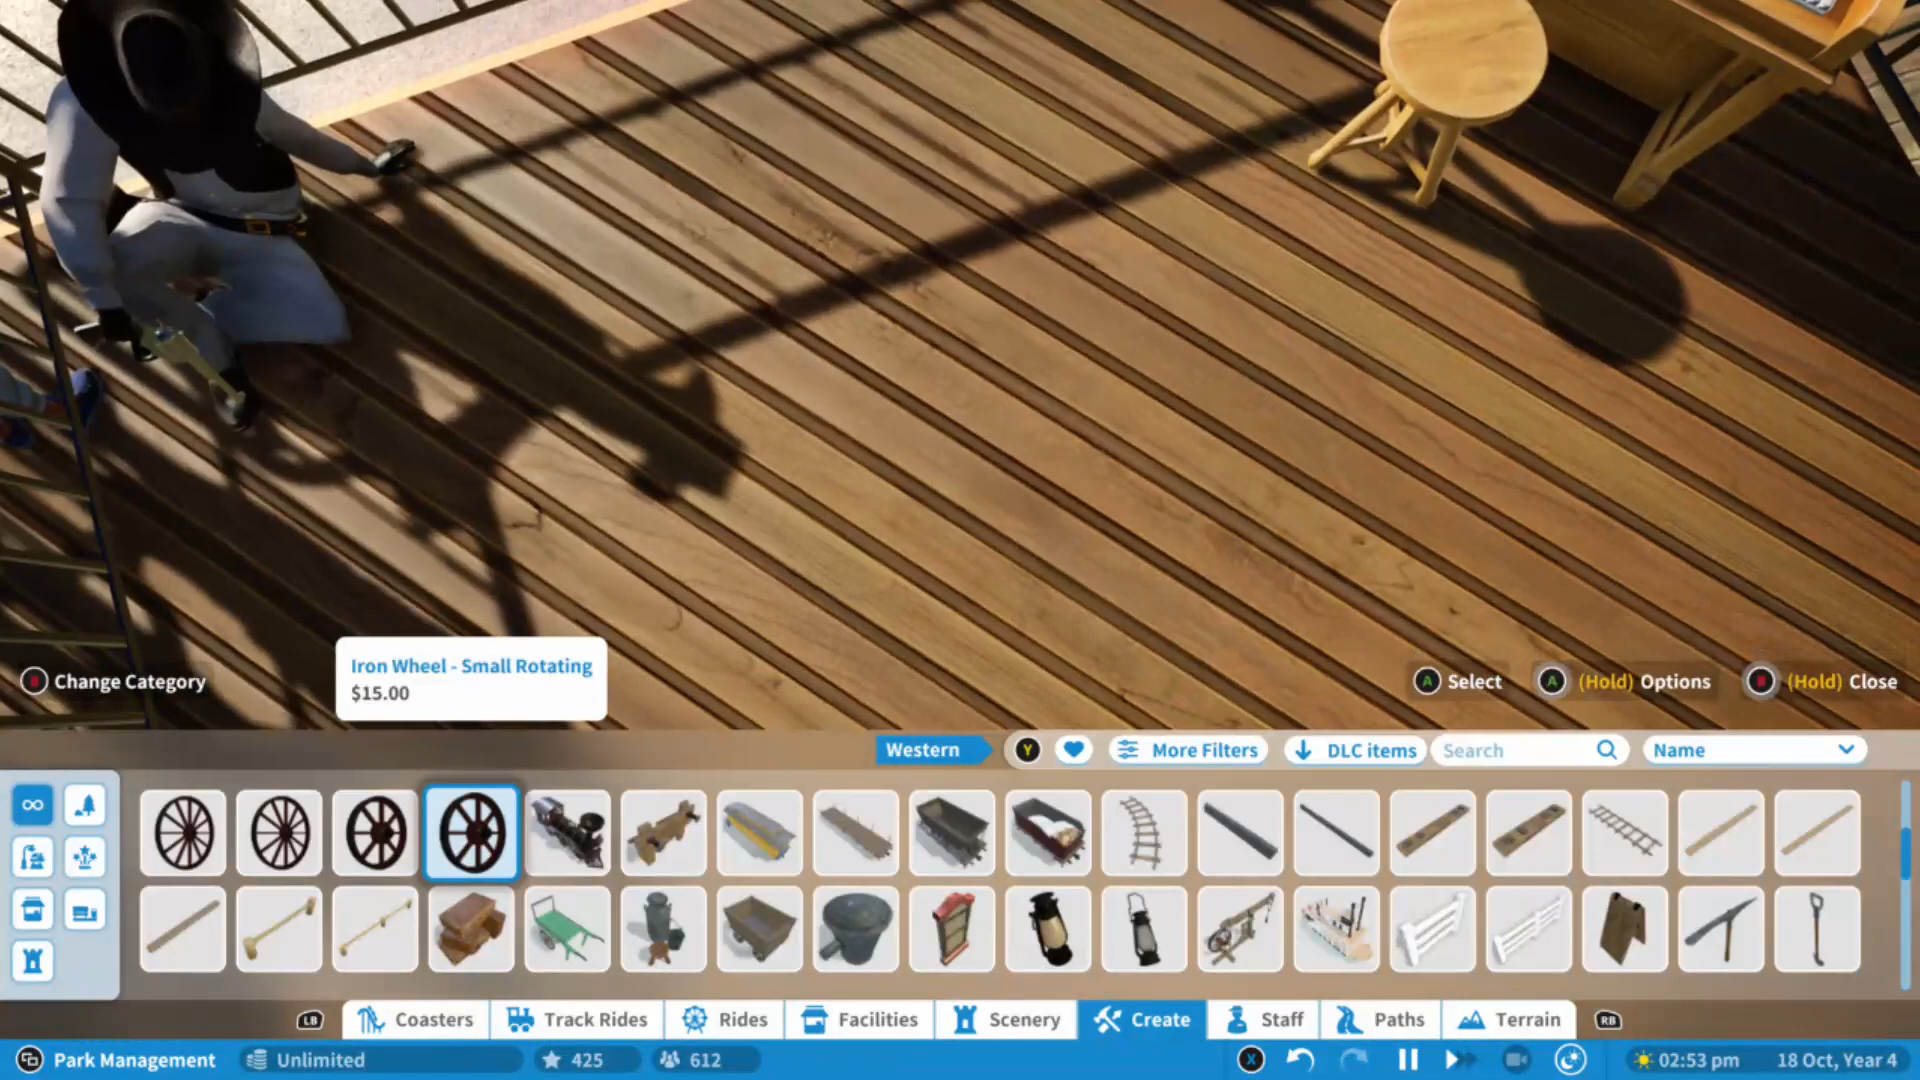 Iron Wheel - Small Rotating
$15.00
B Change Category
A Select
A (Hold) Options
B (Hold) Close
Western
Y
More Filters
DLC items
Search
Name
LB
Coasters
Track Rides
Rides
Facilities
Scenery
Create
Staff
Paths
Terrain
RB
Park Management
Unlimited
425
612
X
02:53 pm
18 Oct, Year 4